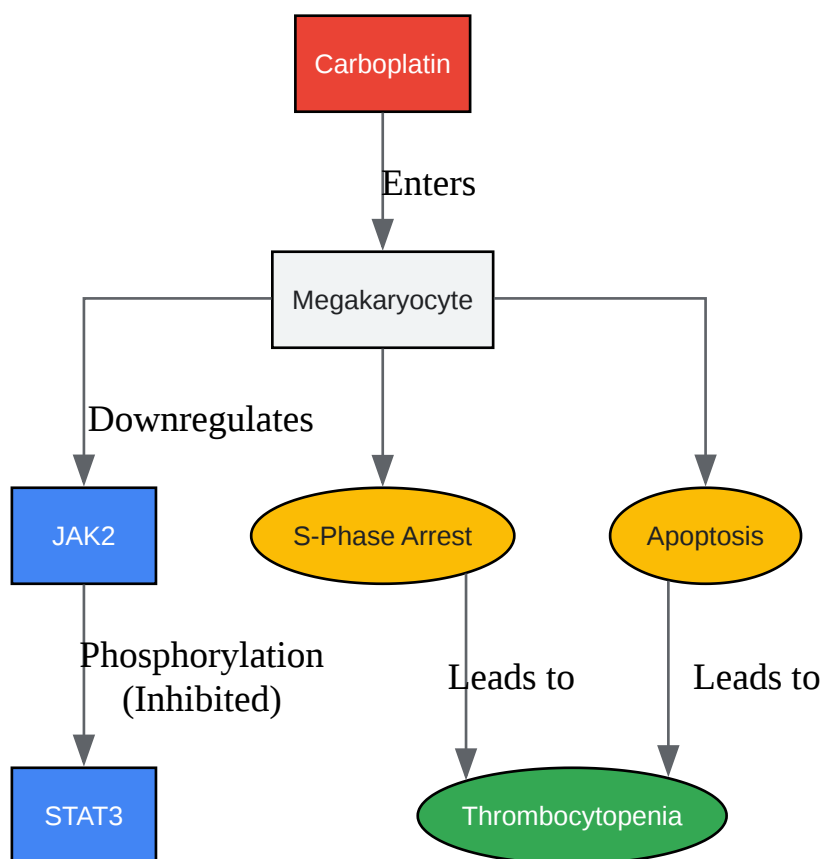 Carboplatin
Enters
Megakaryocyte
Downregulates
JAK2
S-Phase Arrest
Apoptosis
Phosphorylation
(Inhibited)
Leads to
Leads to
STAT3
Thrombocytopenia